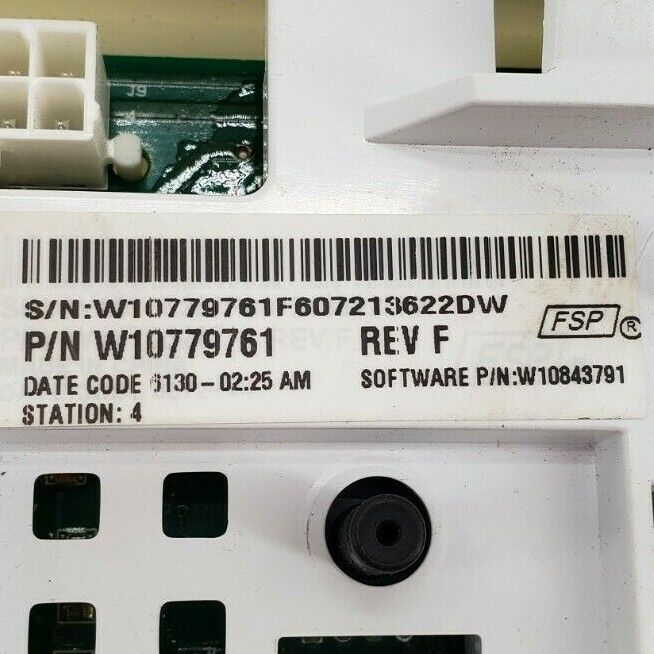 J9
S/N:W10779761F607213622DW
P/N W10779761 REV F
FSP®
DATE CODE 6130-02:25 AM SOFTWARE P/N:W10843791
STATION: 4